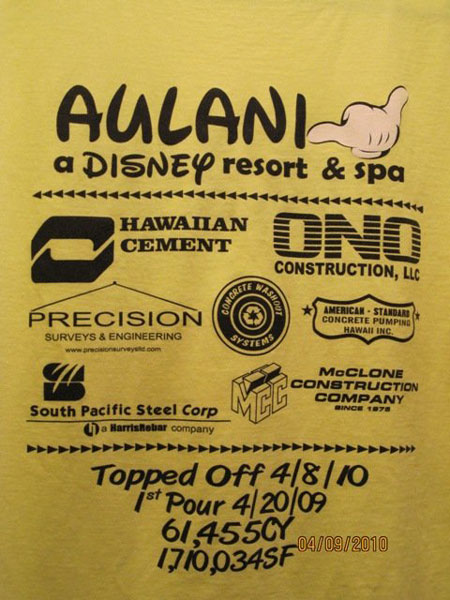 AULANI
a DISNEY resort & spa
HAWAIIAN
CEMENT
ONO
CONSTRUCTION, LLC
PRECISION
SURVEYS & ENGINEERING
www.precisionsurveysltd.com
CONCRETE WASHOUT
SYSTEMS
AMERICAN - STANDARD
CONCRETE PUMPING
HAWAII INC.
South Pacific Steel Corp
a HarrisRebar company
MCC
McCLONE
CONSTRUCTION
COMPANY
SINCE 1973
Topped Off 4/8/10
1st Pour 4/20/09
61,455CY
1,710,034SF
04/09/2010